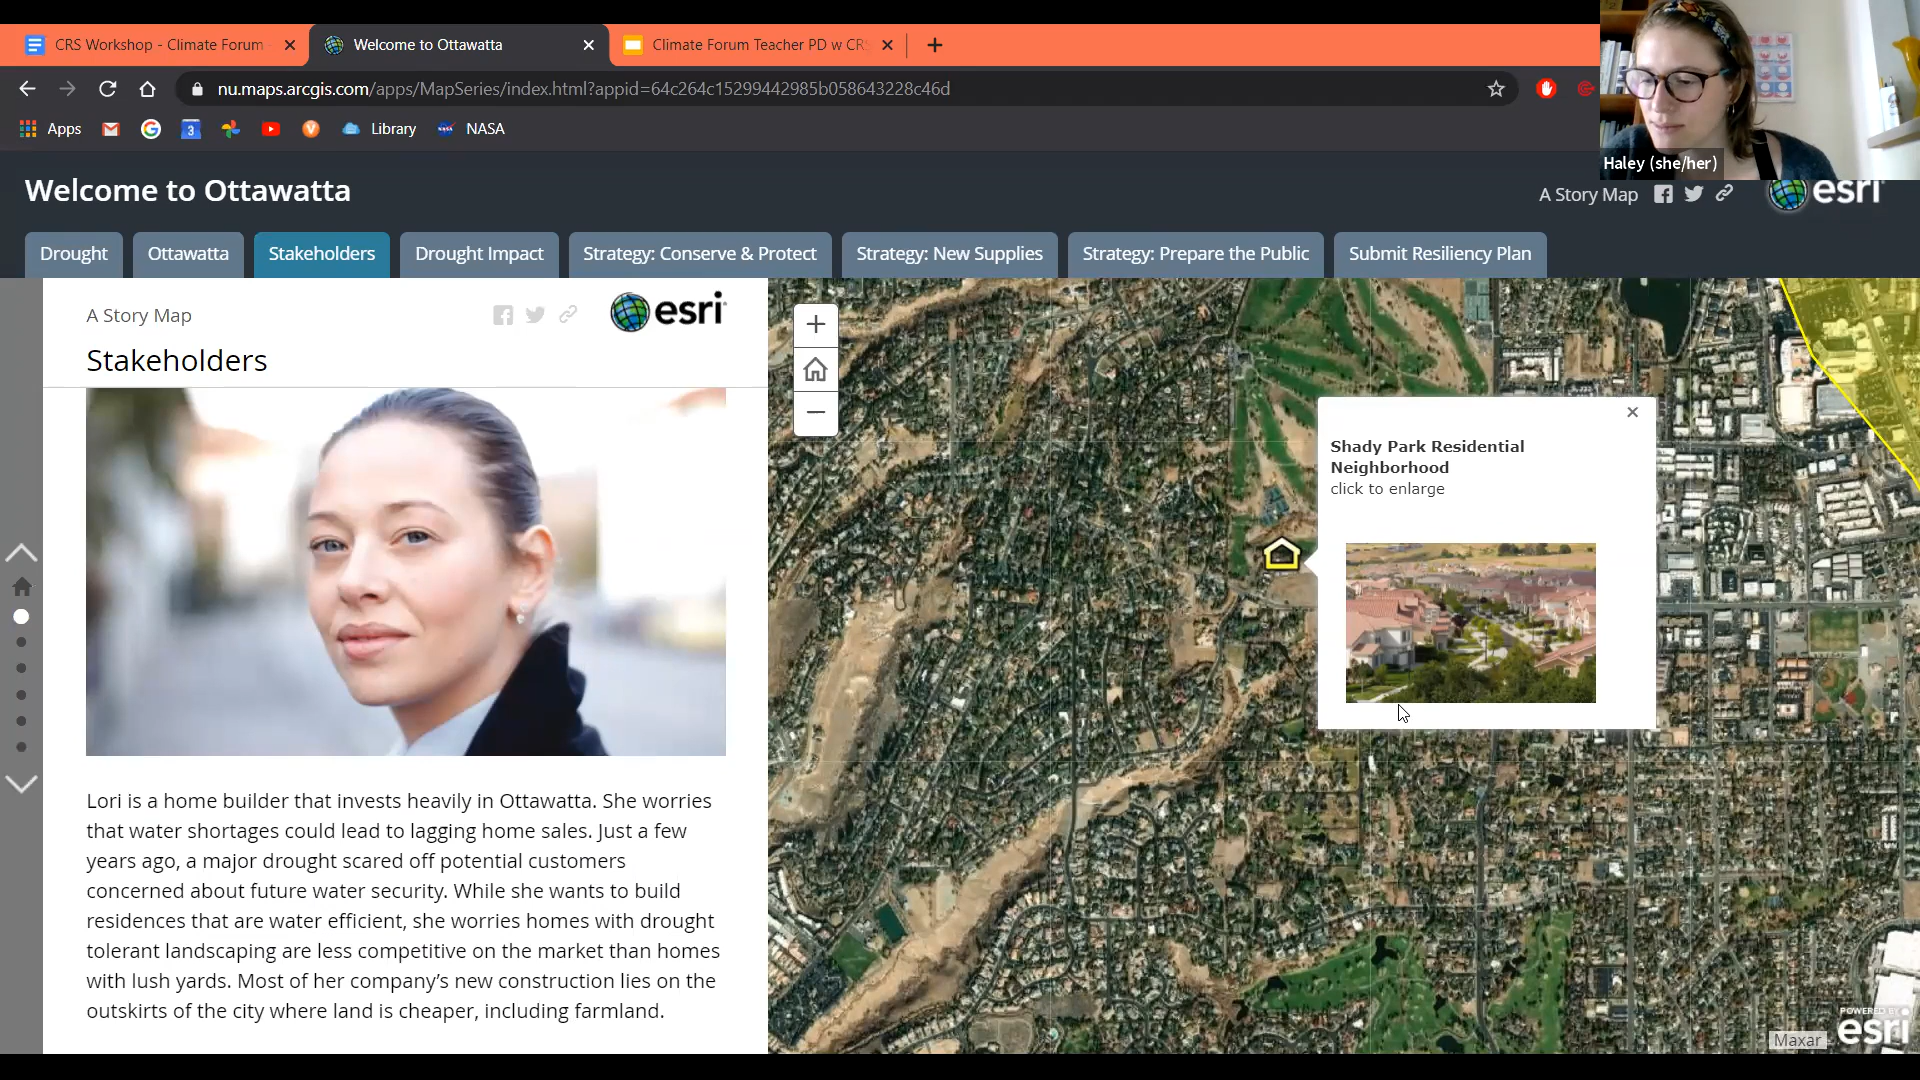 CRS Workshop - Climate Forum
Welcome to Ottawatta
Climate Forum Teacher PD w CRS
nu.maps.arcgis.com/apps/MapSeries/index.html?appid=64c264c15299442985b058643228c46d
Apps
Library
NASA
Haley (she/her)
Welcome to Ottawatta
A Story Map
esri
Drought
Ottawatta
Stakeholders
Drought Impact
Strategy: Conserve & Protect
Strategy: New Supplies
Strategy: Prepare the Public
Submit Resiliency Plan
A Story Map
esri
Stakeholders
Lori is a home builder that invests heavily in Ottawatta. She worries
that water shortages could lead to lagging home sales. Just a few
years ago, a major drought scared off potential customers
concerned about future water security. While she wants to build
residences that are water efficient, she worries homes with drought
tolerant landscaping are less competitive on the market than homes
with lush yards. Most of her company’s new construction lies on the
outskirts of the city where land is cheaper, including farmland.
Shady Park Residential
Neighborhood
click to enlarge
POWERED BY
esri
Maxar